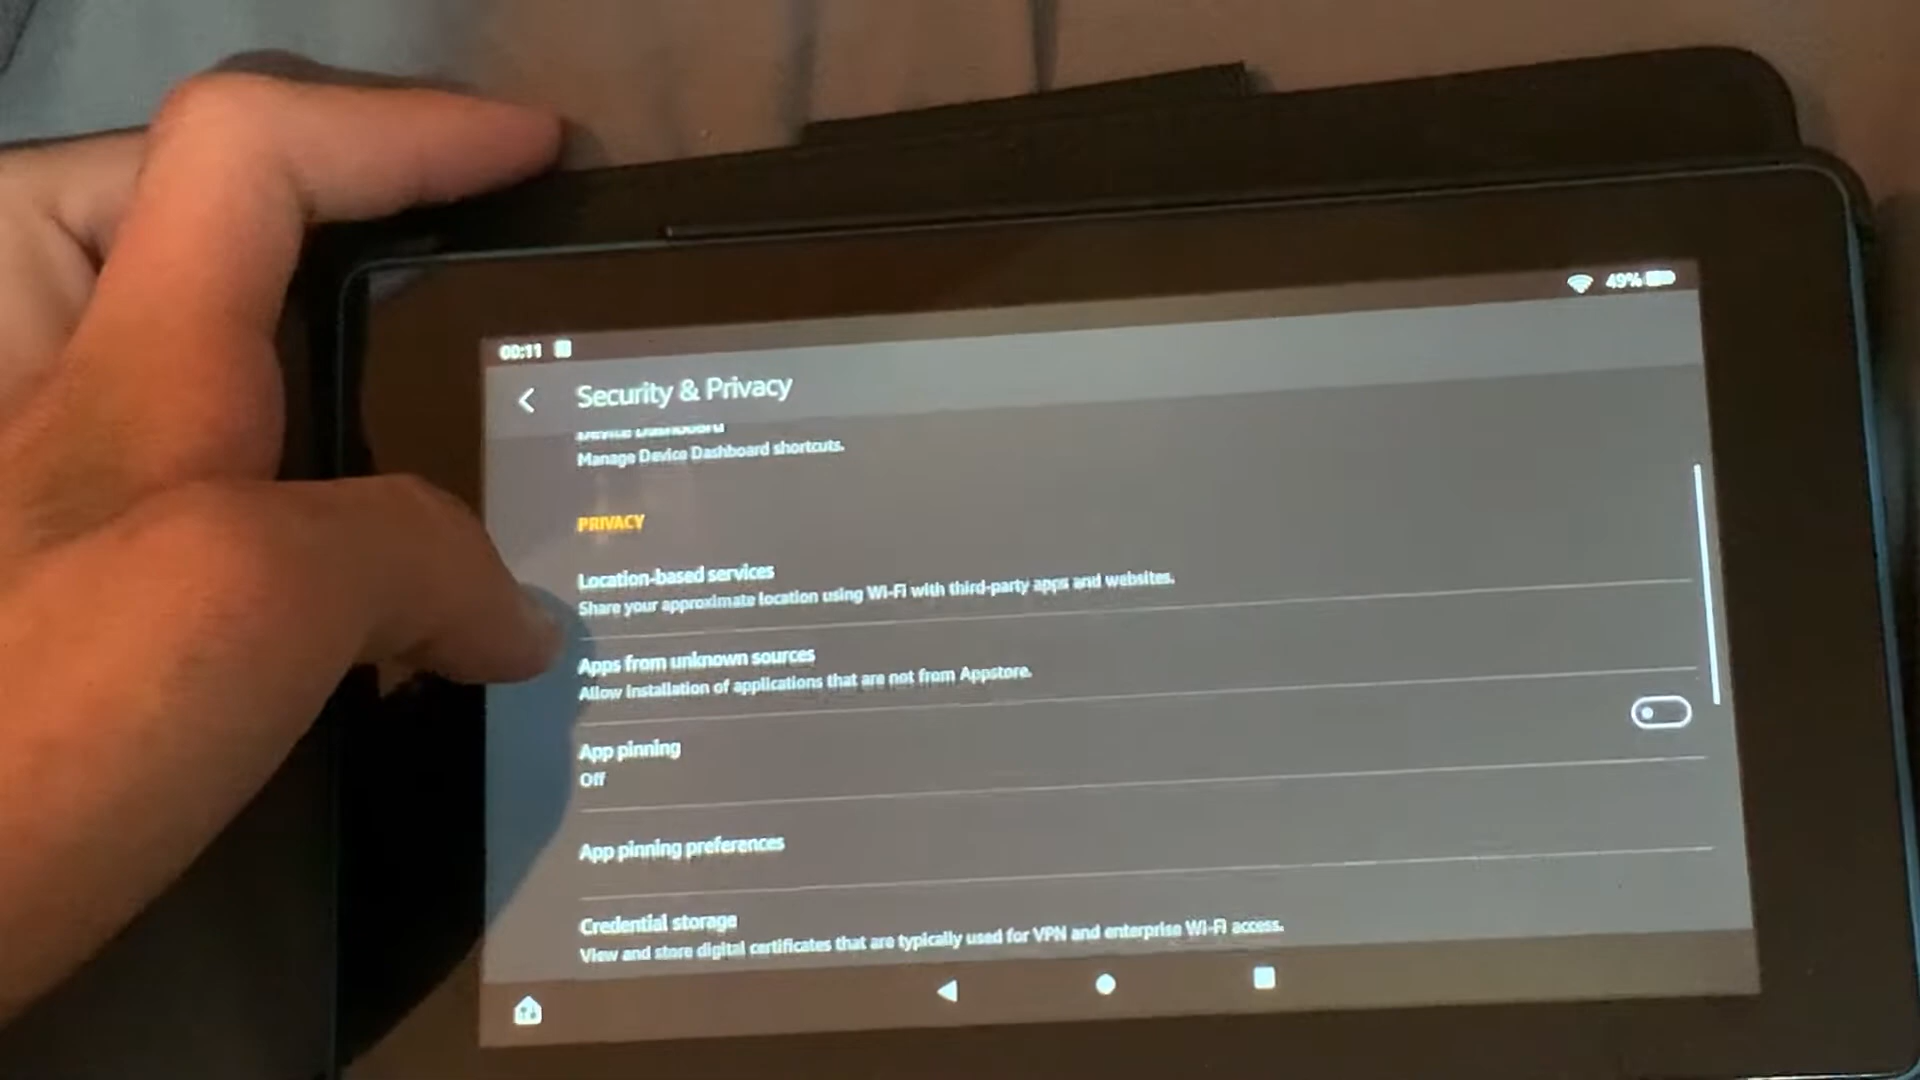 49%
00:11
Security & Privacy
Device Dashboard
Manage Device Dashboard shortcuts.
PRIVACY
Location-based services
Share your approximate location using Wi-Fi with third-party apps and websites.
Apps from unknown sources
Allow installation of applications that are not from Appstore.
App pinning
Off
App pinning preferences
Credential storage
View and store digital certificates that are typically used for VPN and enterprise Wi-Fi access.